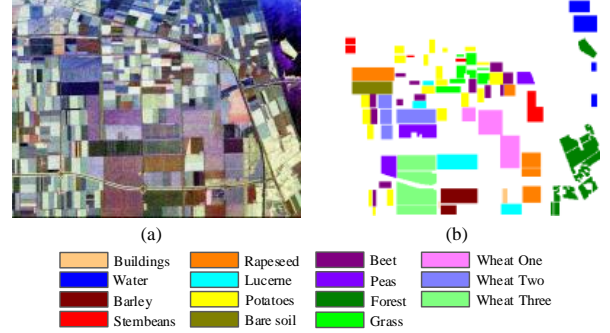 (a) (b)
Buildings Rapeseed Beet Wheat One
Water Lucerne Peas Wheat Two
Barley Potatoes Forest Wheat Three
Stembeans Bare soil Grass